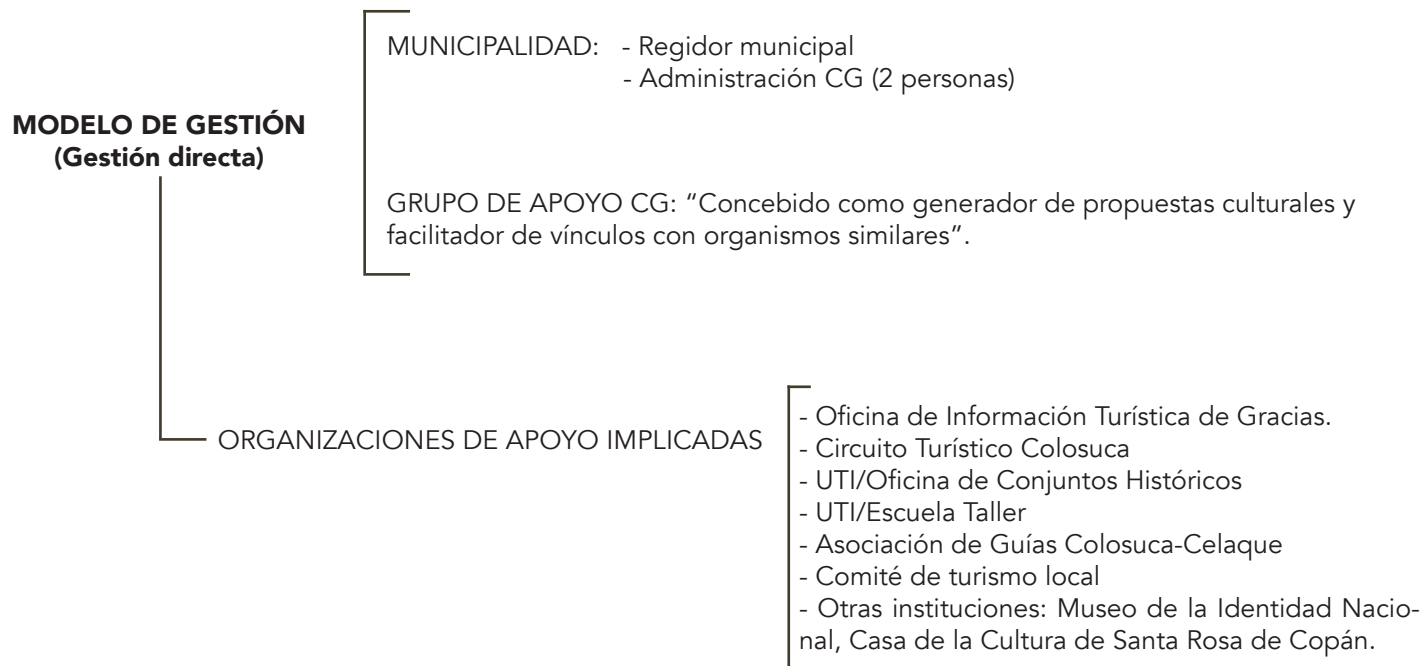 MODELO DE GESTIÓN
(Gestión directa)
MUNICIPALIDAD: - Regidor municipal
- Administración CG (2 personas)
GRUPO DE APOYO CG: “Concebido como generador de propuestas culturales y
facilitador de vínculos con organismos similares”.
ORGANIZACIONES DE APOYO IMPLICADAS
- Oficina de Información Turística de Gracias.
- Circuito Turístico Colosuca
- UTI/Oficina de Conjuntos Históricos
- UTI/Escuela Taller
- Asociación de Guías Colosuca-Celaque
- Comité de turismo local
- Otras instituciones: Museo de la Identidad Nacio-
nal, Casa de la Cultura de Santa Rosa de Copán.